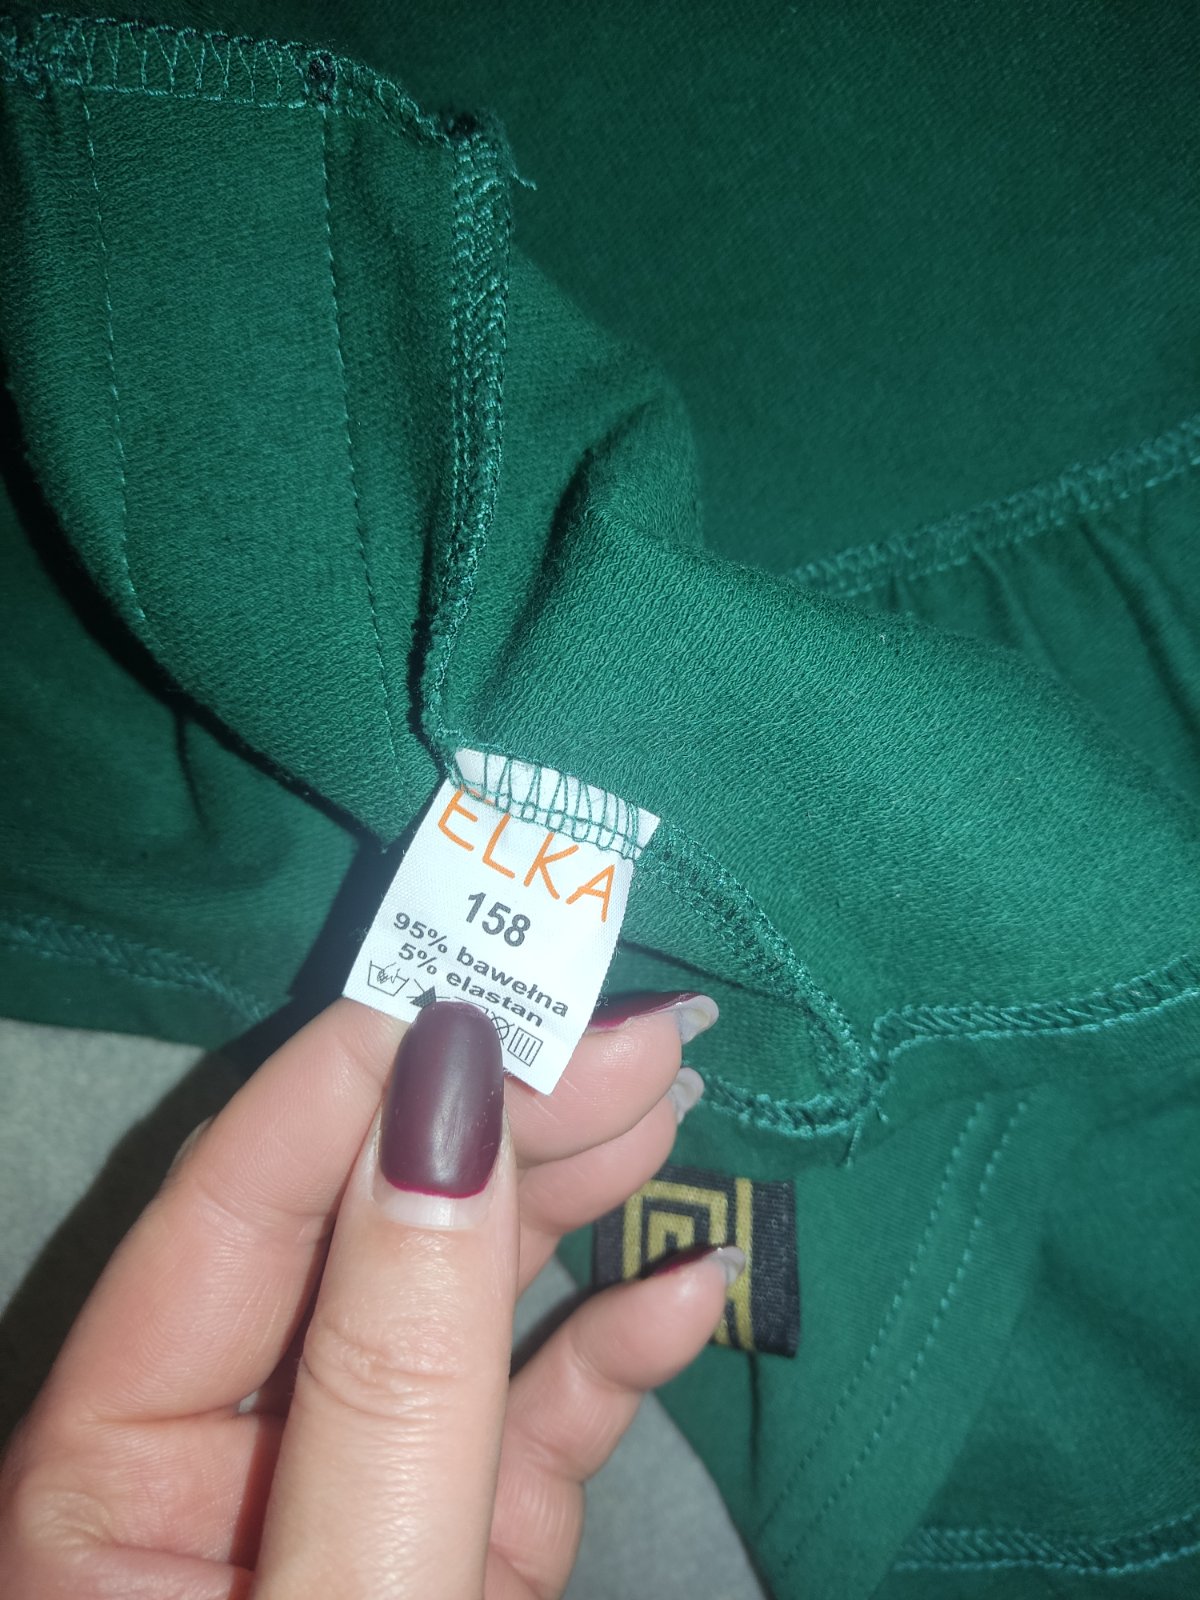 ELKA
158
95% bawełna
5% elastan